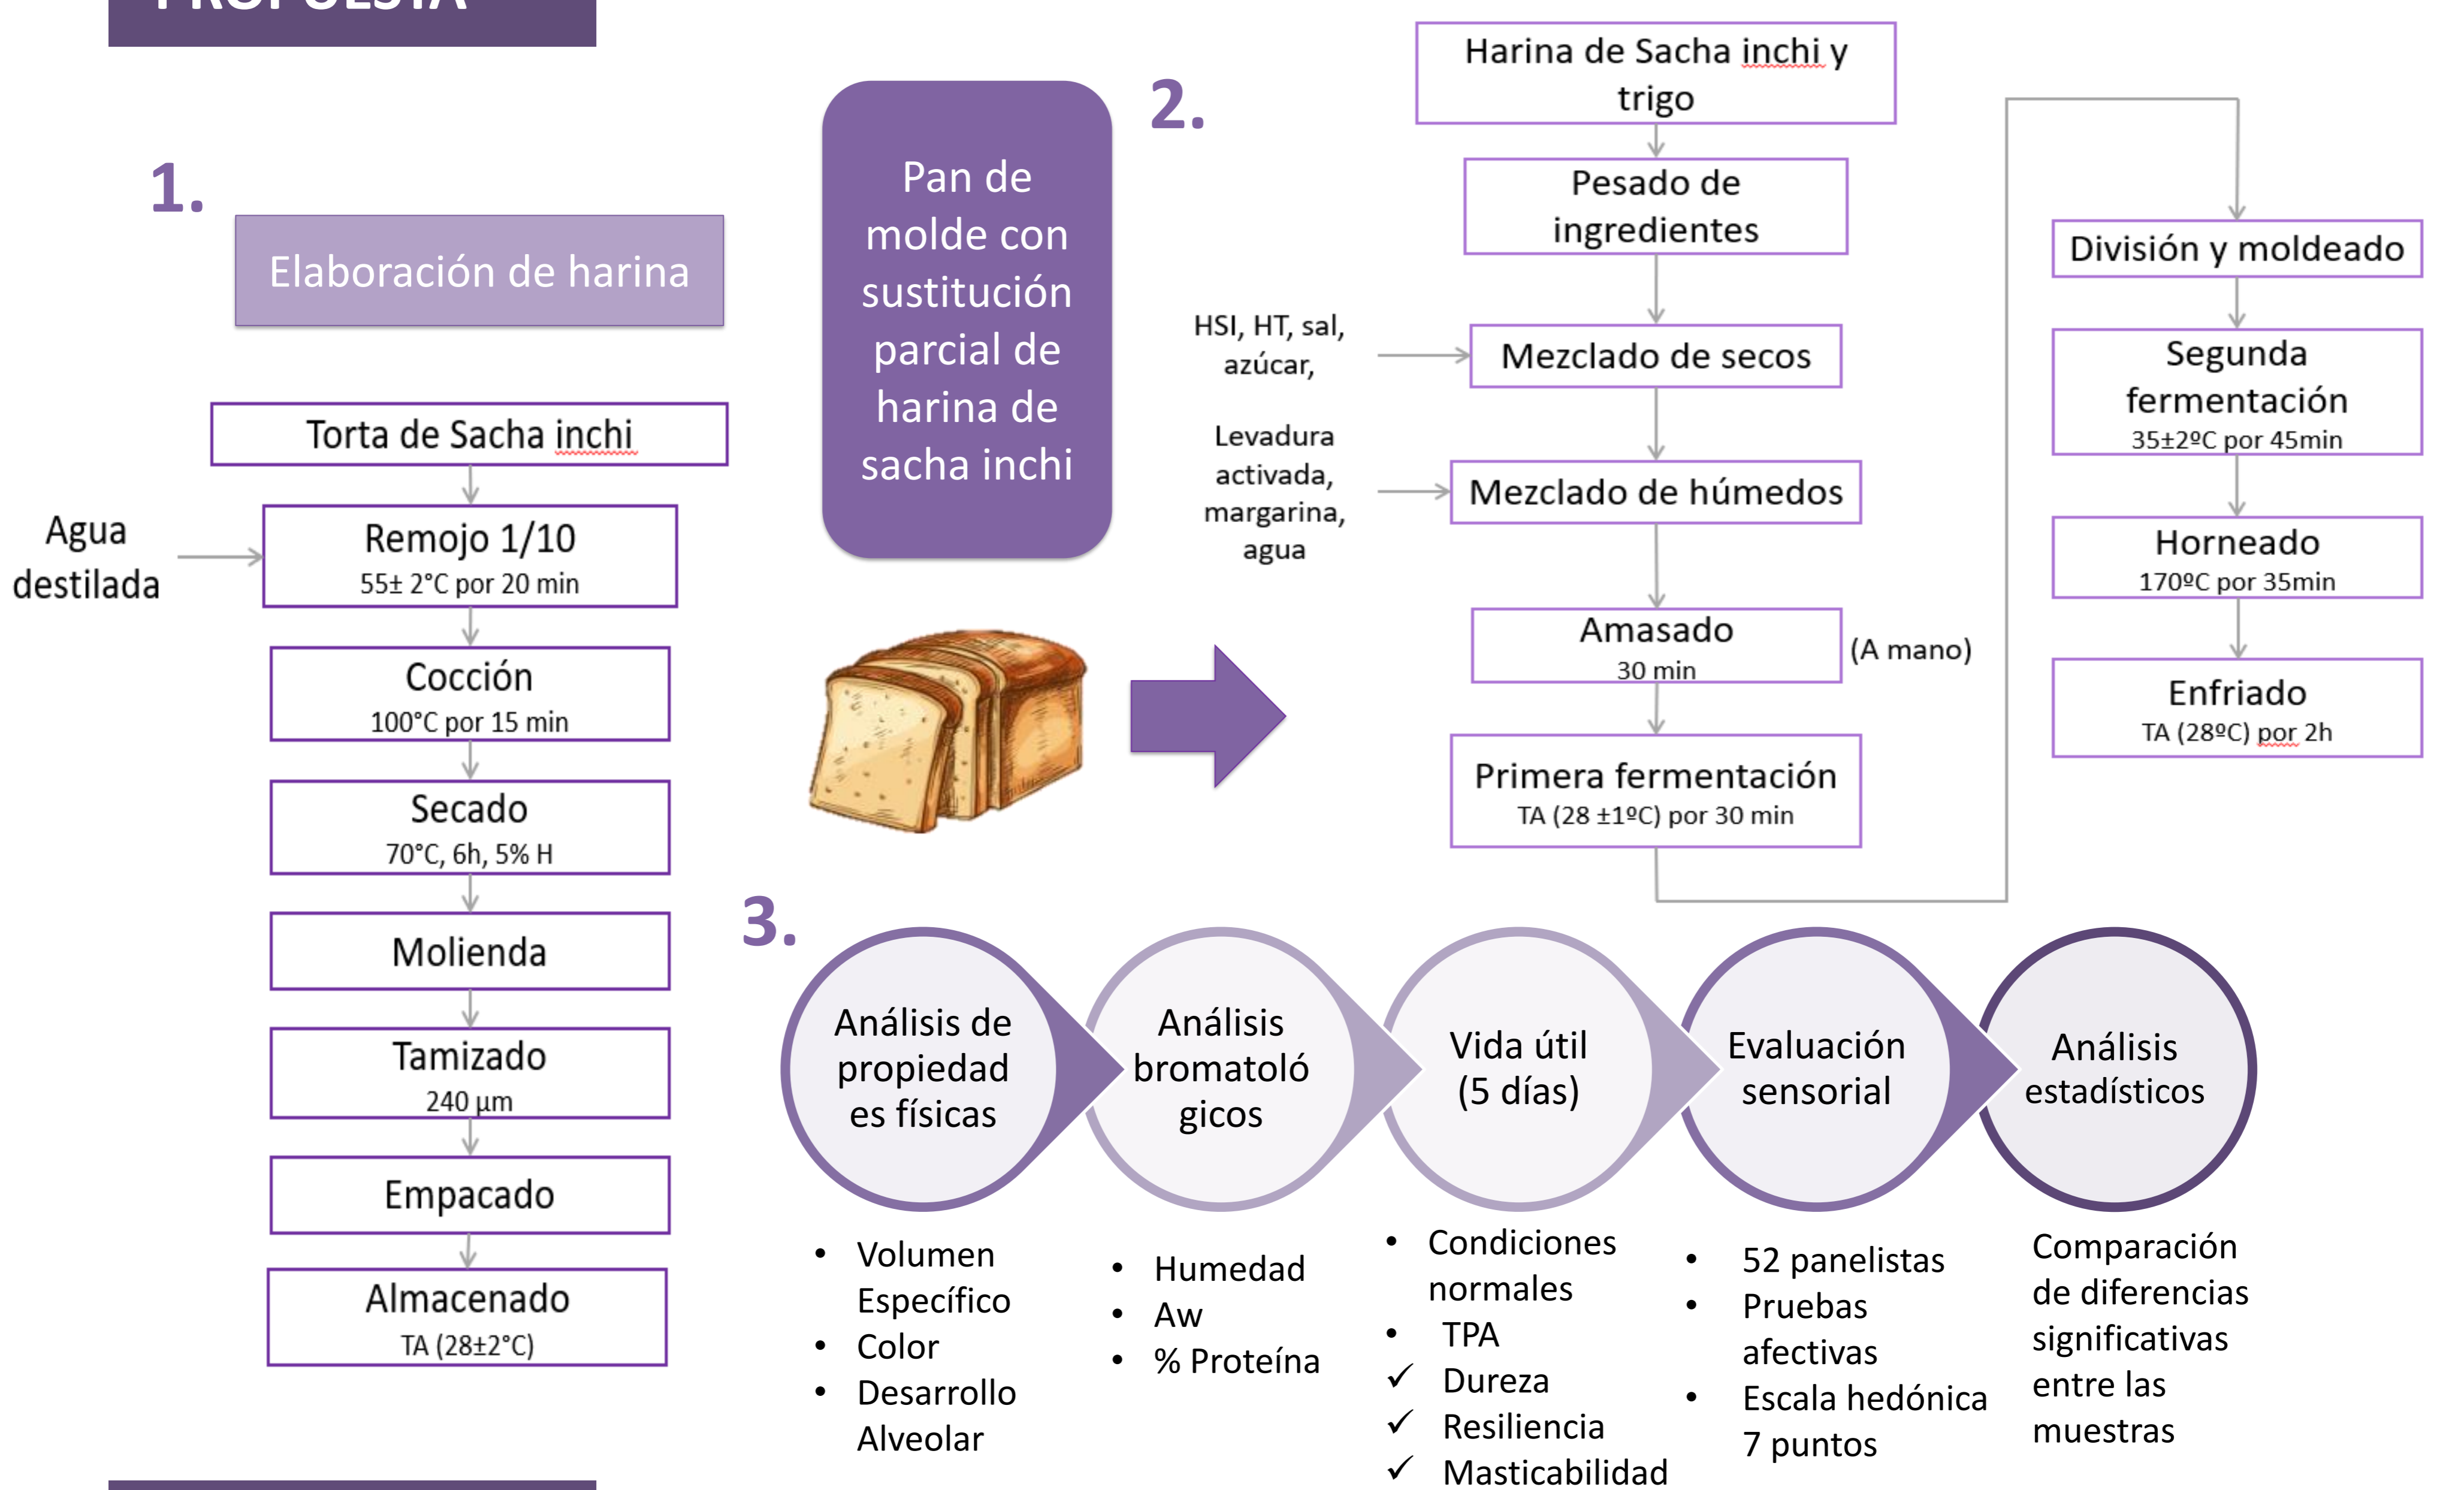 PROPUESTA
1.
Elaboración de harina
Torta de Sacha inchi
Agua
destilada
Remojo 1/10
55± 2°C por 20 min
Cocción
100°C por 15 min
Secado
70°C, 6h, 5% H
Molienda
Tamizado
240 µm
Empacado
Almacenado
TA (28±2°C)
Pan de
molde con
sustitución
parcial de
harina de
sacha inchi
2.
Harina de Sacha inchi y
trigo
Pesado de
ingredientes
HSI, HT, sal,
azúcar,
Mezclado de secos
Levadura
activada,
margarina,
agua
Mezclado de húmedos
Amasado
30 min
(A mano)
Primera fermentación
TA (28 ±1ºC) por 30 min
División y moldeado
Segunda
fermentación
35±2ºC por 45min
Horneado
170ºC por 35min
Enfriado
TA (28ºC) por 2h
3.
Análisis de
propiedad
es físicas
• Volumen
Específico
• Color
• Desarrollo
Alveolar
Análisis
bromatoló
gicos
• Humedad
• Aw
• % Proteína
Vida útil
(5 días)
• Condiciones
normales
• TPA
✓ Dureza
✓ Resiliencia
✓ Masticabilidad
Evaluación
sensorial
• 52 panelistas
• Pruebas
afectivas
• Escala hedónica
7 puntos
Análisis
estadísticos
Comparación
de diferencias
significativas
entre las
muestras